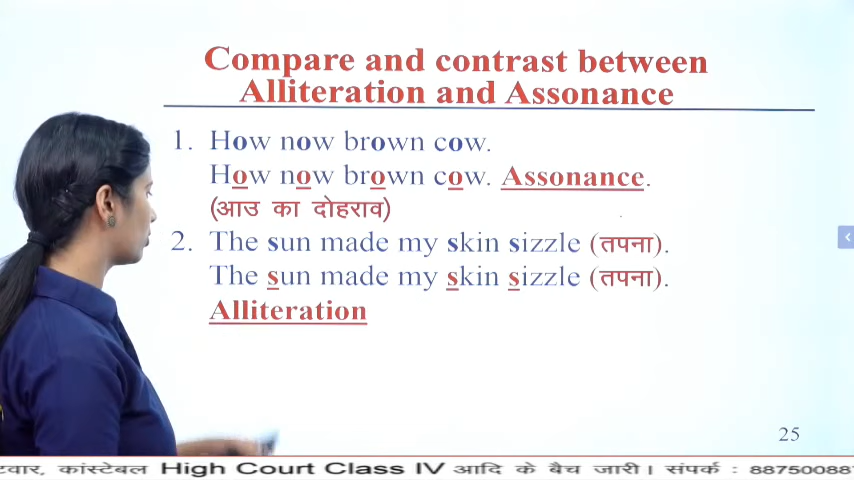 Compare and contrast between
Alliteration and Assonance
1. How now brown cow.
How now brown cow. Assonance.
(आउ का दोहराव)
2. The sun made my skin sizzle (तपना).
The sun made my skin sizzle (तपना).
Alliteration
25
कांस्टेबल High Court Class IV आदि के बैच जारी। संपर्क :